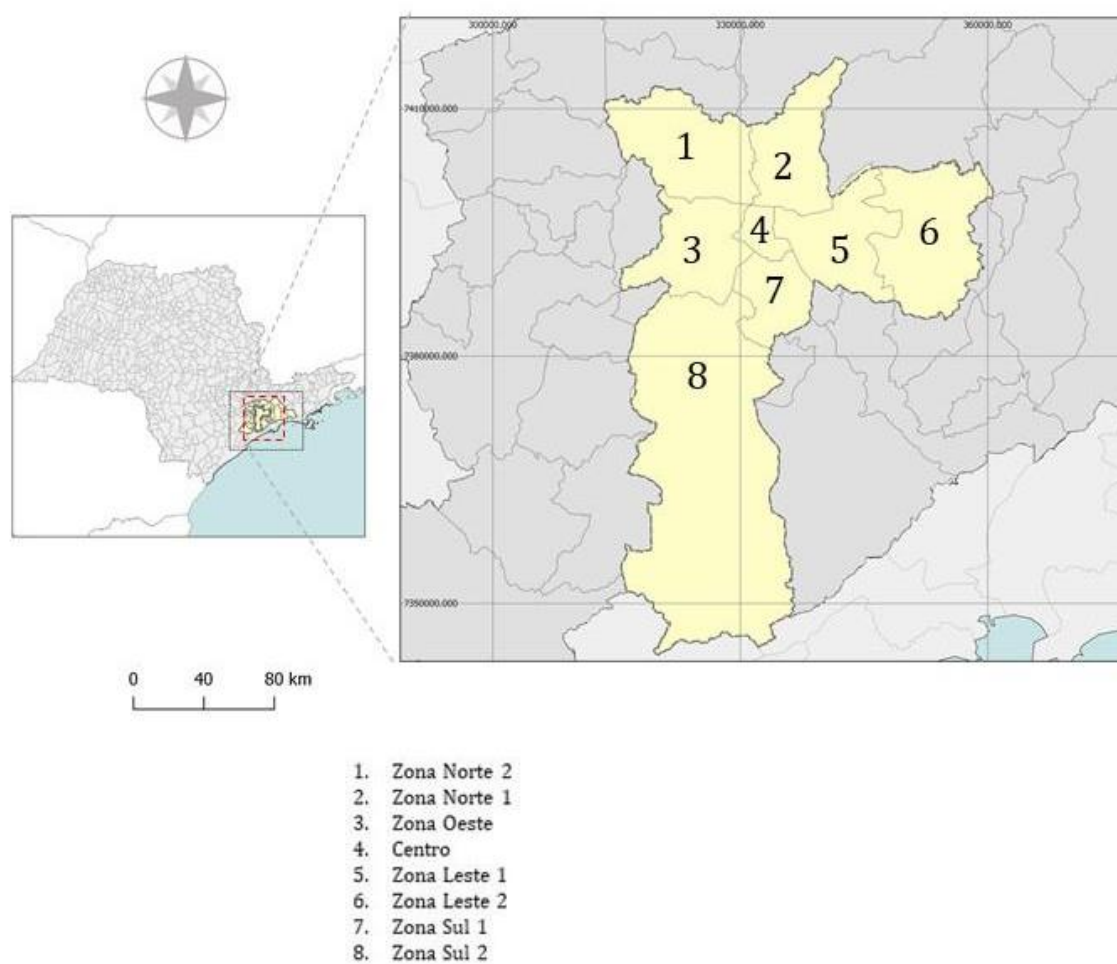 300000.000 330000.000 360000.000
7410000.000
1
2
3
4
5
6
7
7380000.000
8
7350000.000
0 40 80 km
1. Zona Norte 2
2. Zona Norte 1
3. Zona Oeste
4. Centro
5. Zona Leste 1
6. Zona Leste 2
7. Zona Sul 1
8. Zona Sul 2